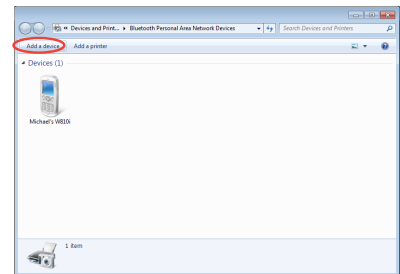 « Devices and Print... ▸ Bluetooth Personal Area Network Devices
Search Devices and Printers
Add a device
Add a printer
Devices (1)
Michael's W810i
1 item